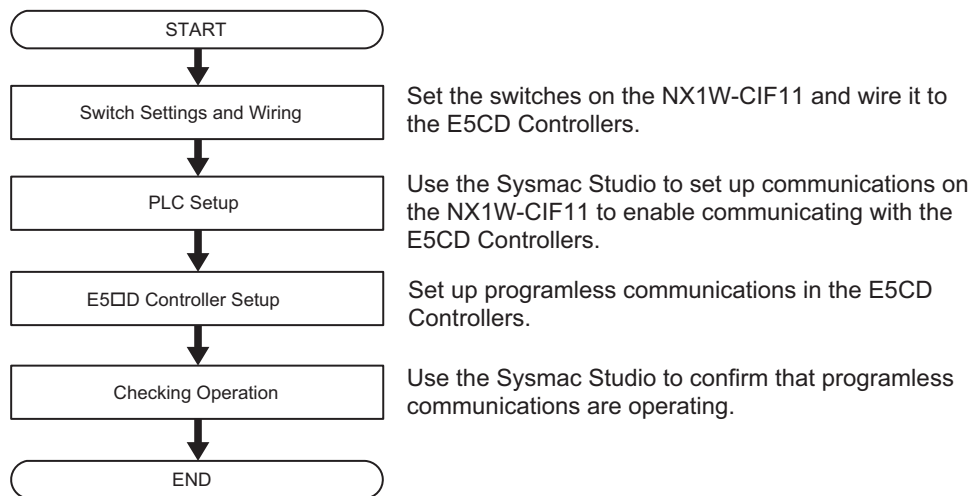 START
Switch Settings and Wiring
Set the switches on the NX1W-CIF11 and wire it to
the E5CD Controllers.
PLC Setup
Use the Sysmac Studio to set up communications on
the NX1W-CIF11 to enable communicating with the
E5CD Controllers.
E5□D Controller Setup
Set up programless communications in the E5CD
Controllers.
Checking Operation
Use the Sysmac Studio to confirm that programless
communications are operating.
END